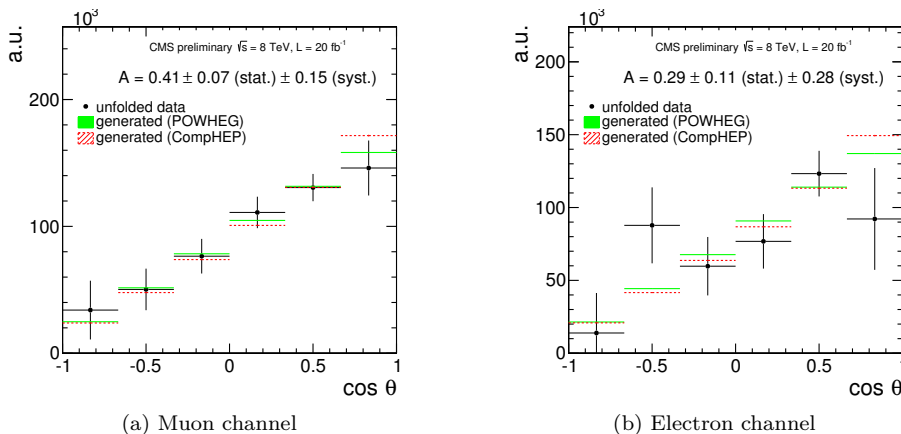 10³
a.u.
CMS preliminary √s = 8 TeV, L = 20 fb⁻¹
A = 0.41 ± 0.07 (stat.) ± 0.15 (syst.)
unfolded data
generated (POWHEG)
generated (CompHEP)
200
100
0
-1 -0.5 0 0.5 1
cos θ
(a) Muon channel
10³
a.u.
CMS preliminary √s = 8 TeV, L = 20 fb⁻¹
A = 0.29 ± 0.11 (stat.) ± 0.28 (syst.)
unfolded data
generated (POWHEG)
generated (CompHEP)
200
150
100
50
0
-1 -0.5 0 0.5 1
cos θ
(b) Electron channel